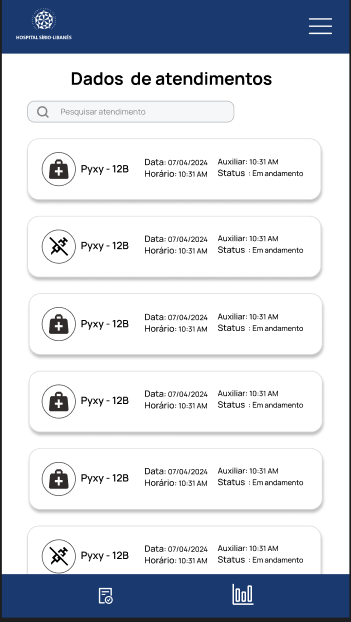 HOSPITAL SÍRIO-LIBANÊS
Dados de atendimentos
Pesquisar atendimento
Pyxy - 12B
Data: 07/04/2024
Horário: 10:31 AM
Auxiliar: 10:31 AM
Status : Em andamento
Pyxy - 12B
Data: 07/04/2024
Horário: 10:31 AM
Auxiliar: 10:31 AM
Status : Em andamento
Pyxy - 12B
Data: 07/04/2024
Horário: 10:31 AM
Auxiliar: 10:31 AM
Status : Em andamento
Pyxy - 12B
Data: 07/04/2024
Horário: 10:31 AM
Auxiliar: 10:31 AM
Status : Em andamento
Pyxy - 12B
Data: 07/04/2024
Horário: 10:31 AM
Auxiliar: 10:31 AM
Status : Em andamento
Pyxy - 12B
Data: 07/04/2024
Horário: 10:31 AM
Auxiliar: 10:31 AM
Status : Em andamento